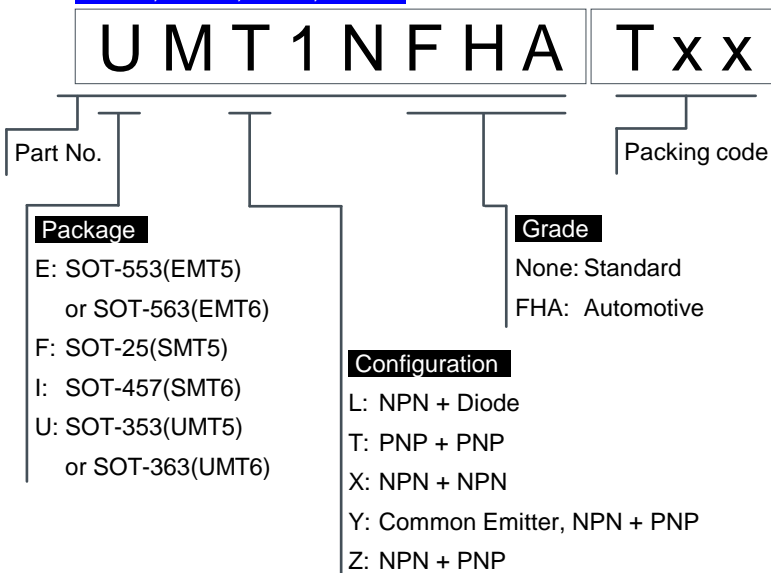 UMT1NFHA Txx
Part No.
Packing code
Package
E: SOT-553(EMT5)
or SOT-563(EMT6)
F: SOT-25(SMT5)
I: SOT-457(SMT6)
U: SOT-353(UMT5)
or SOT-363(UMT6)
Grade
None: Standard
FHA: Automotive
Configuration
L: NPN + Diode
T: PNP + PNP
X: NPN + NPN
Y: Common Emitter, NPN + PNP
Z: NPN + PNP